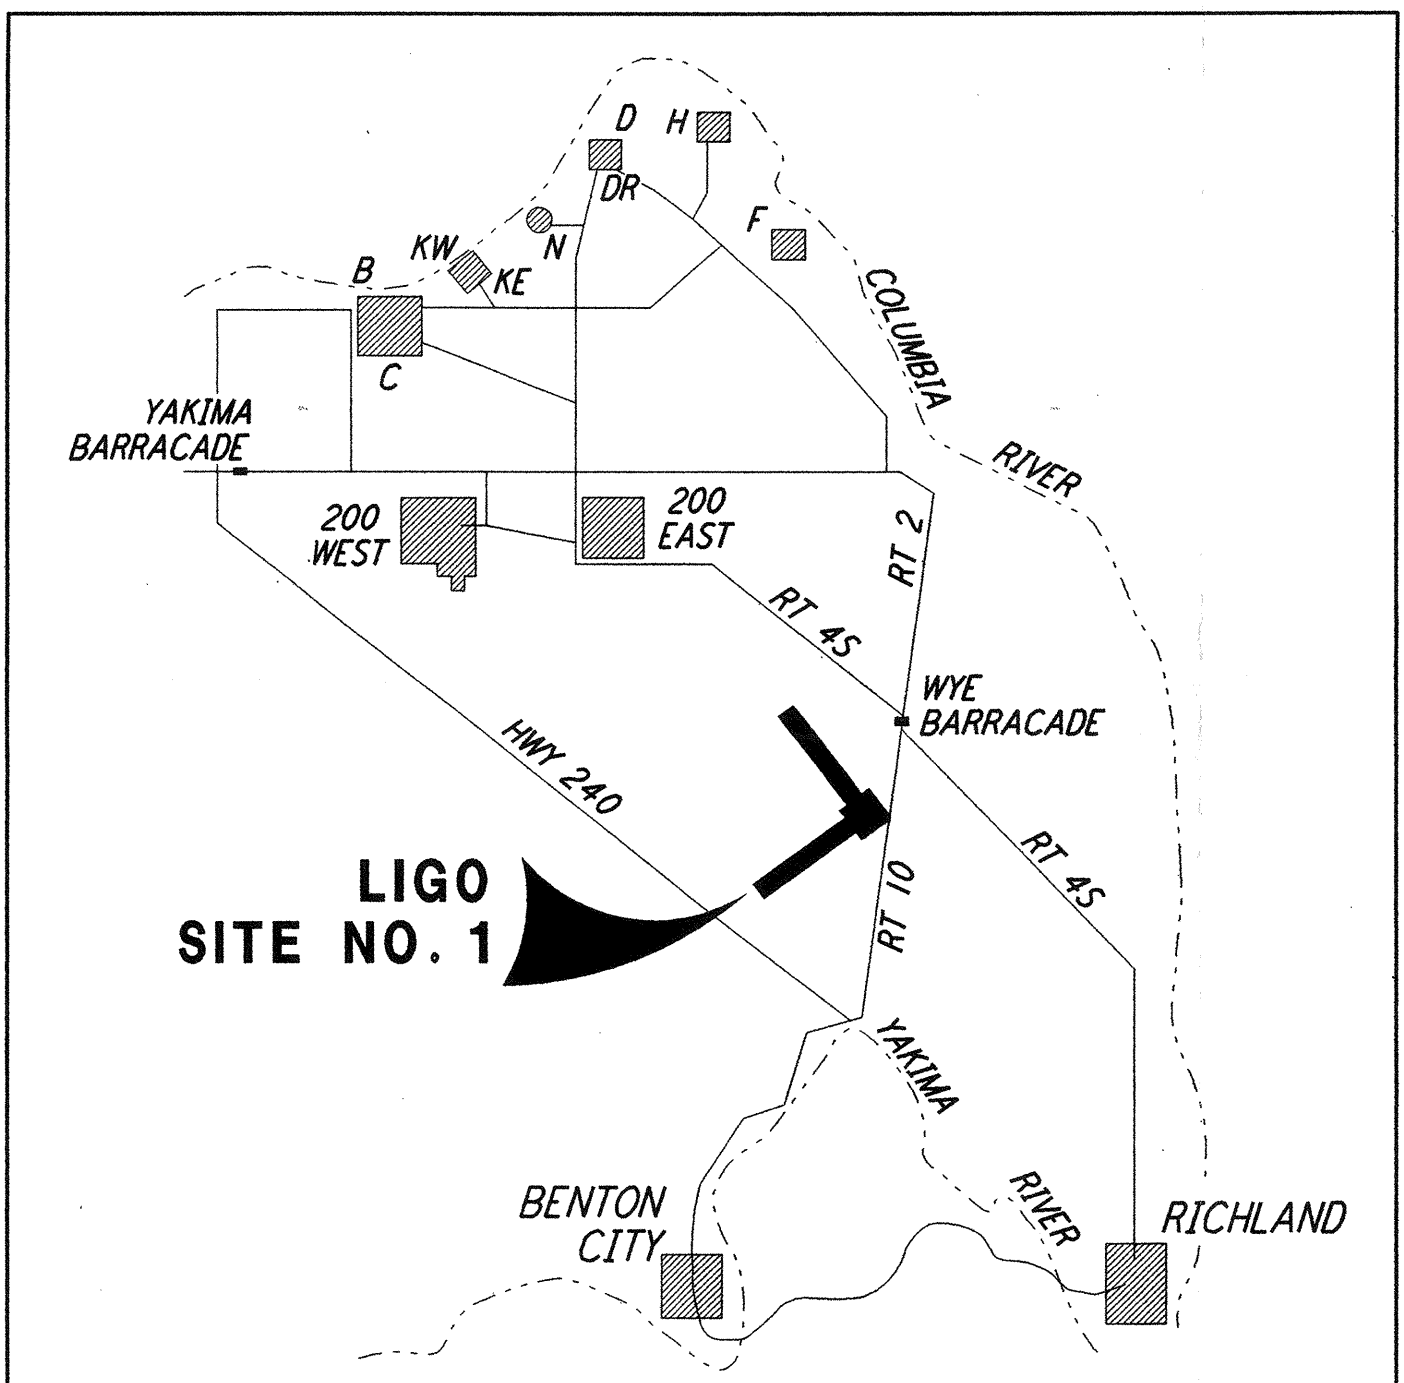 D
H
DR
F
N
KW
KE
B
C
COLUMBIA
RIVER
YAKIMA
BARRACADE
200
WEST
200
EAST
RT 2
RT 4S
WYE
BARRACADE
HWY 240
RT 4S
RT 10
LIGO
SITE NO. 1
YAKIMA
RIVER
BENTON
CITY
RICHLAND